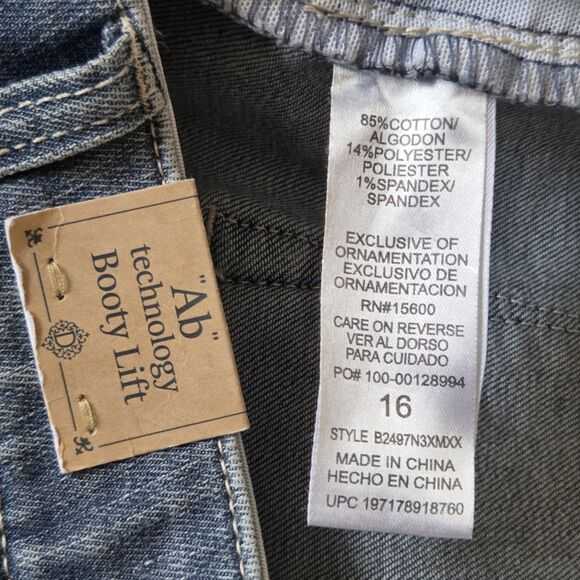 "Ab"
technology
Booty Lift
D
85%COTTON/
ALGODON
14%POLYESTER/
POLIESTER
1%SPANDEX/
SPANDEX
EXCLUSIVE OF
ORNAMENTATION
EXCLUSIVO DE
ORNAMENTACION
RN#15600
CARE ON REVERSE
VER AL DORSO
PARA CUIDADO
PO# 100-00128994
16
STYLE B2497N3XMXX
MADE IN CHINA
HECHO EN CHINA
UPC 197178918760